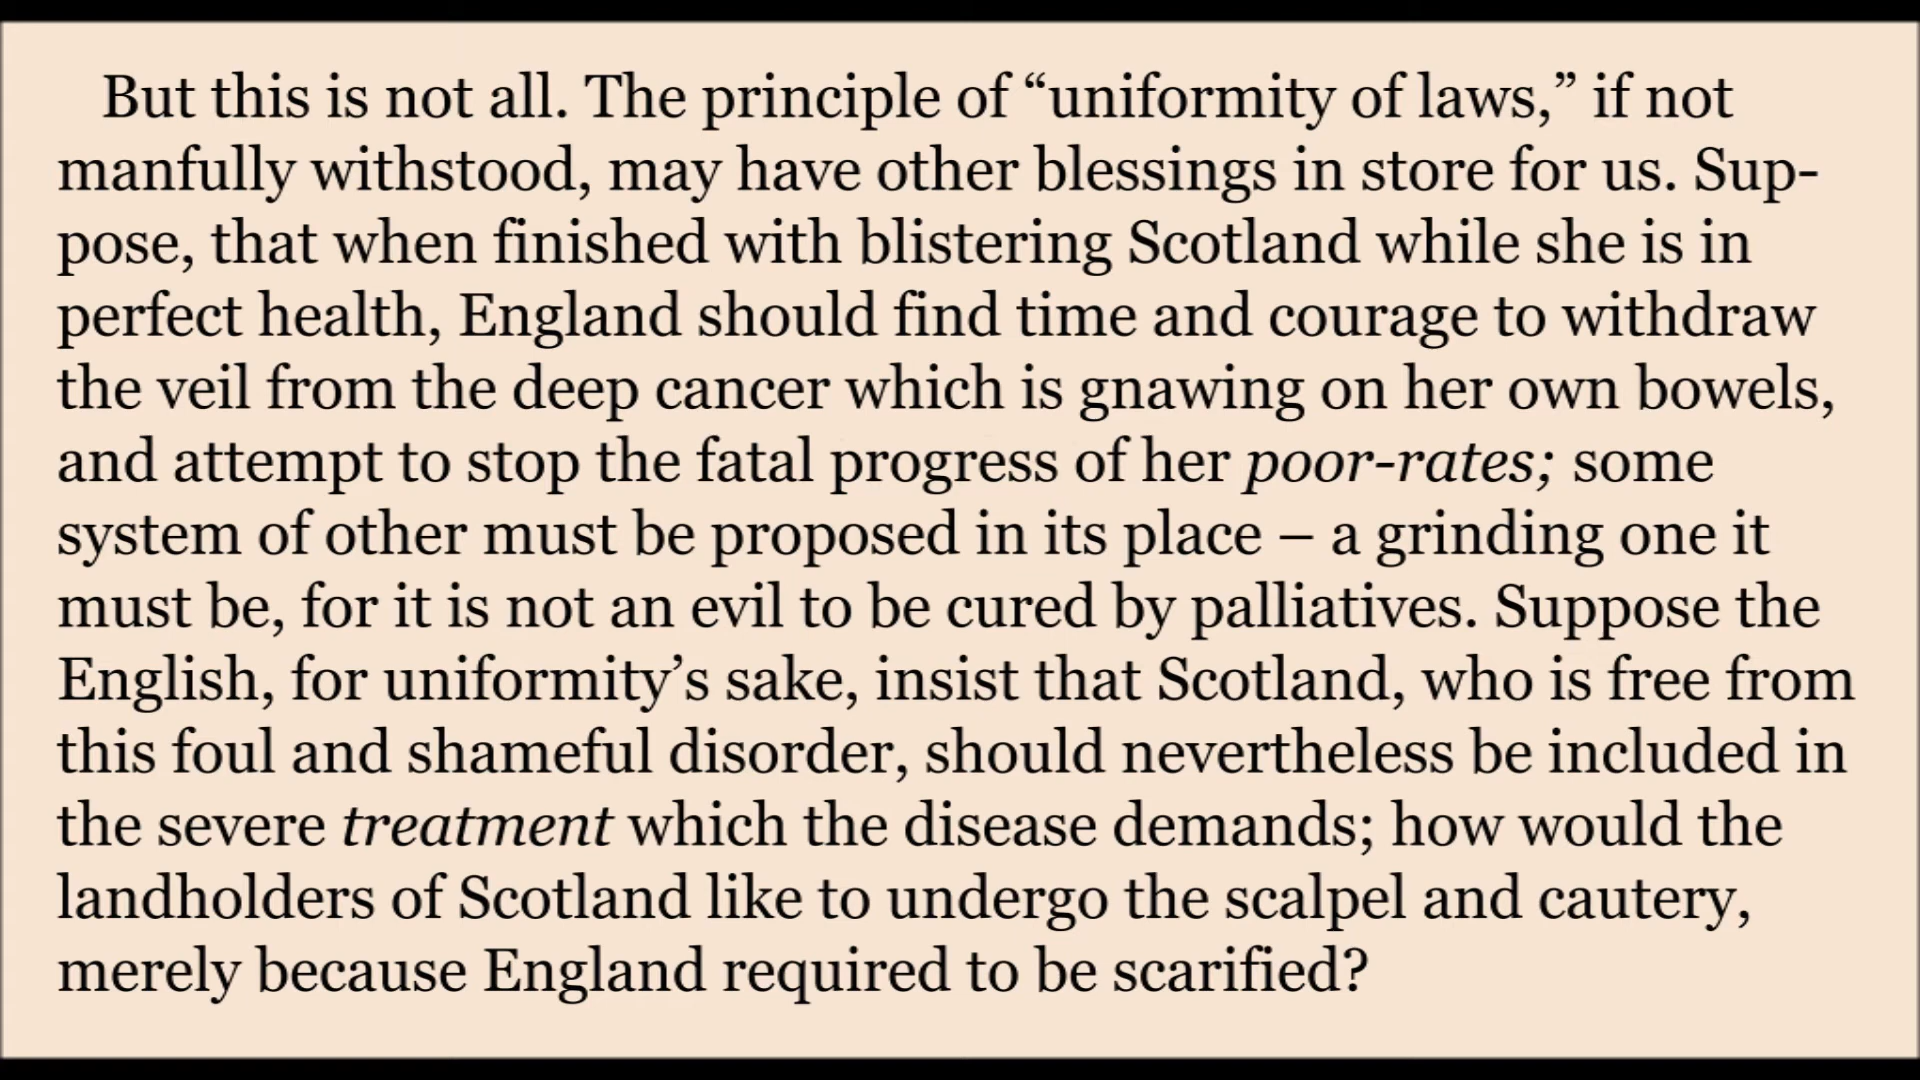 But this is not all. The principle of “uniformity of laws,” if not
manfully withstood, may have other blessings in store for us. Sup-
pose, that when finished with blistering Scotland while she is in
perfect health, England should find time and courage to withdraw
the veil from the deep cancer which is gnawing on her own bowels,
and attempt to stop the fatal progress of her poor-rates; some
system of other must be proposed in its place – a grinding one it
must be, for it is not an evil to be cured by palliatives. Suppose the
English, for uniformity’s sake, insist that Scotland, who is free from
this foul and shameful disorder, should nevertheless be included in
the severe treatment which the disease demands; how would the
landholders of Scotland like to undergo the scalpel and cautery,
merely because England required to be scarified?